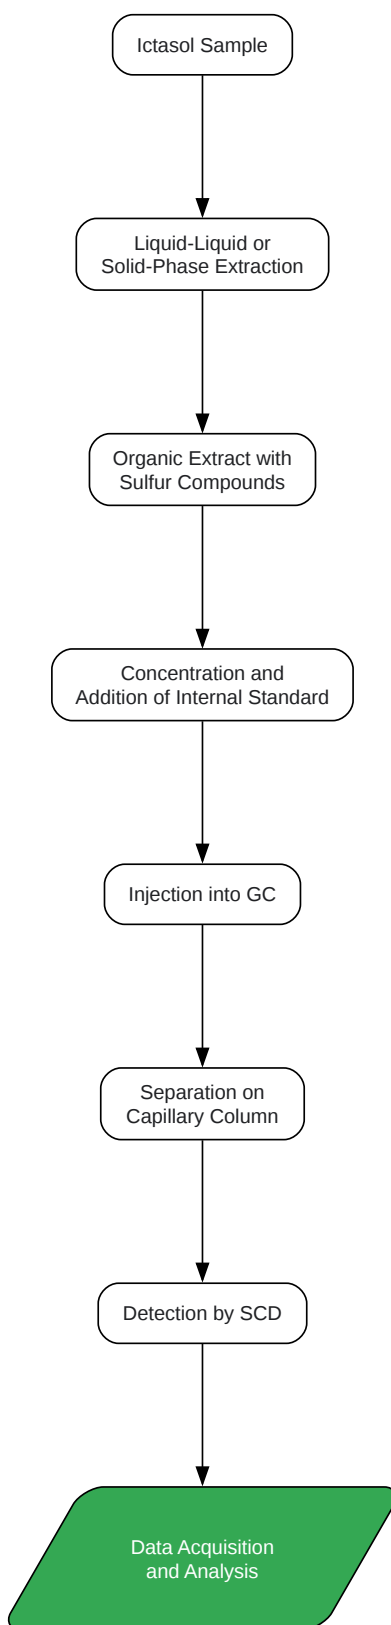 Ictasol Sample
Liquid-Liquid or
Solid-Phase Extraction
Organic Extract with
Sulfur Compounds
Concentration and
Addition of Internal Standard
Injection into GC
Separation on
Capillary Column
Detection by SCD
Data Acquisition
and Analysis